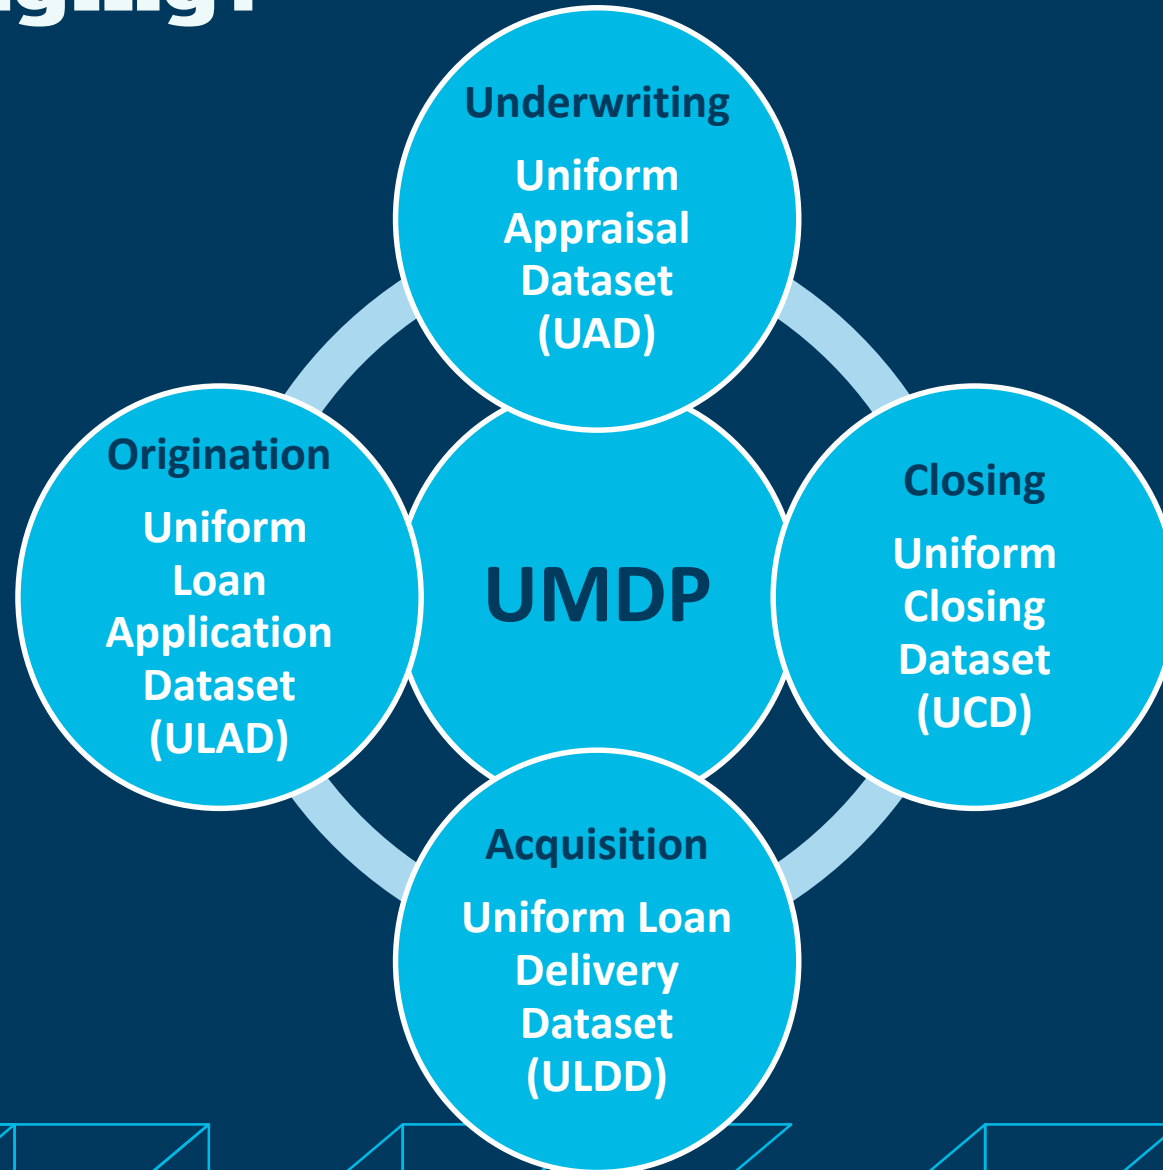 Underwriting
Uniform
Appraisal
Dataset
(UAD)
Origination
Uniform
Loan
Application
Dataset
(ULAD)
UMDP
Closing
Uniform
Closing
Dataset
(UCD)
Acquisition
Uniform Loan
Delivery
Dataset
(ULDD)